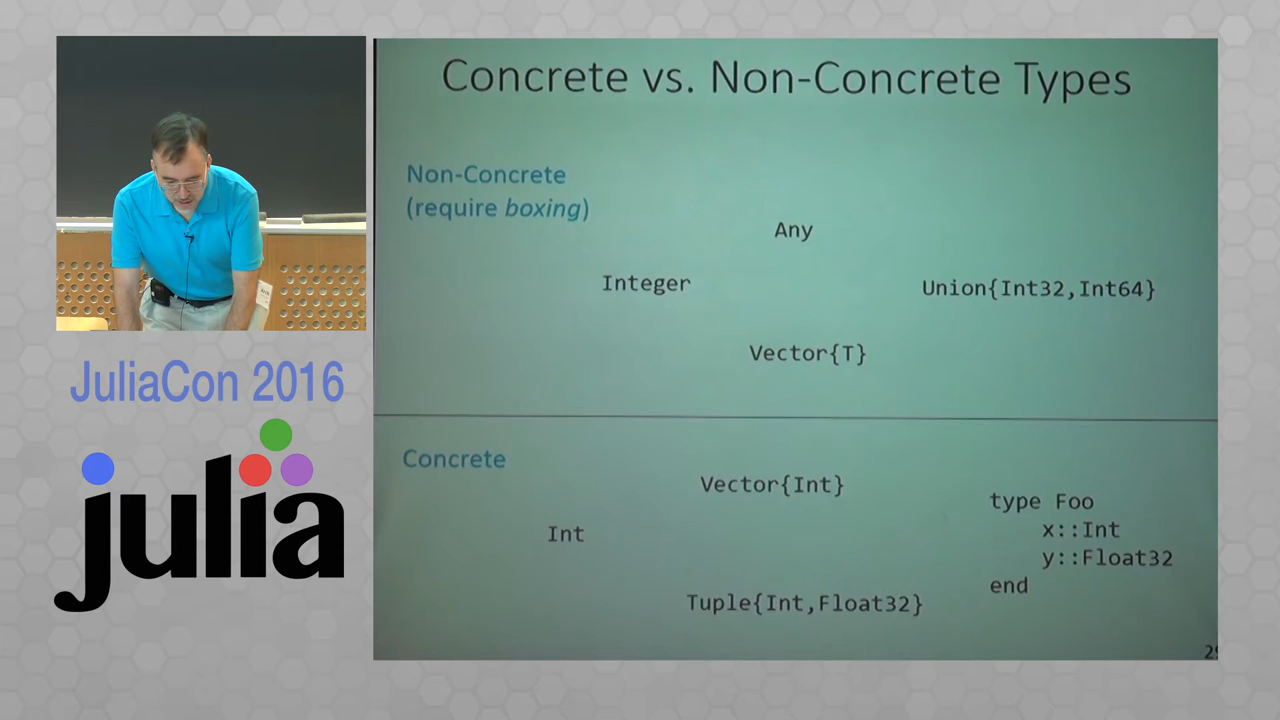 Concrete vs. Non-Concrete Types
Non-Concrete
(require boxing)
Any
Integer
Union{Int32,Int64}
Vector{T}
Concrete
Vector{Int}
type Foo
Int
x::Int
y::Float32
end
Tuple{Int,Float32}
JuliaCon 2016
julia